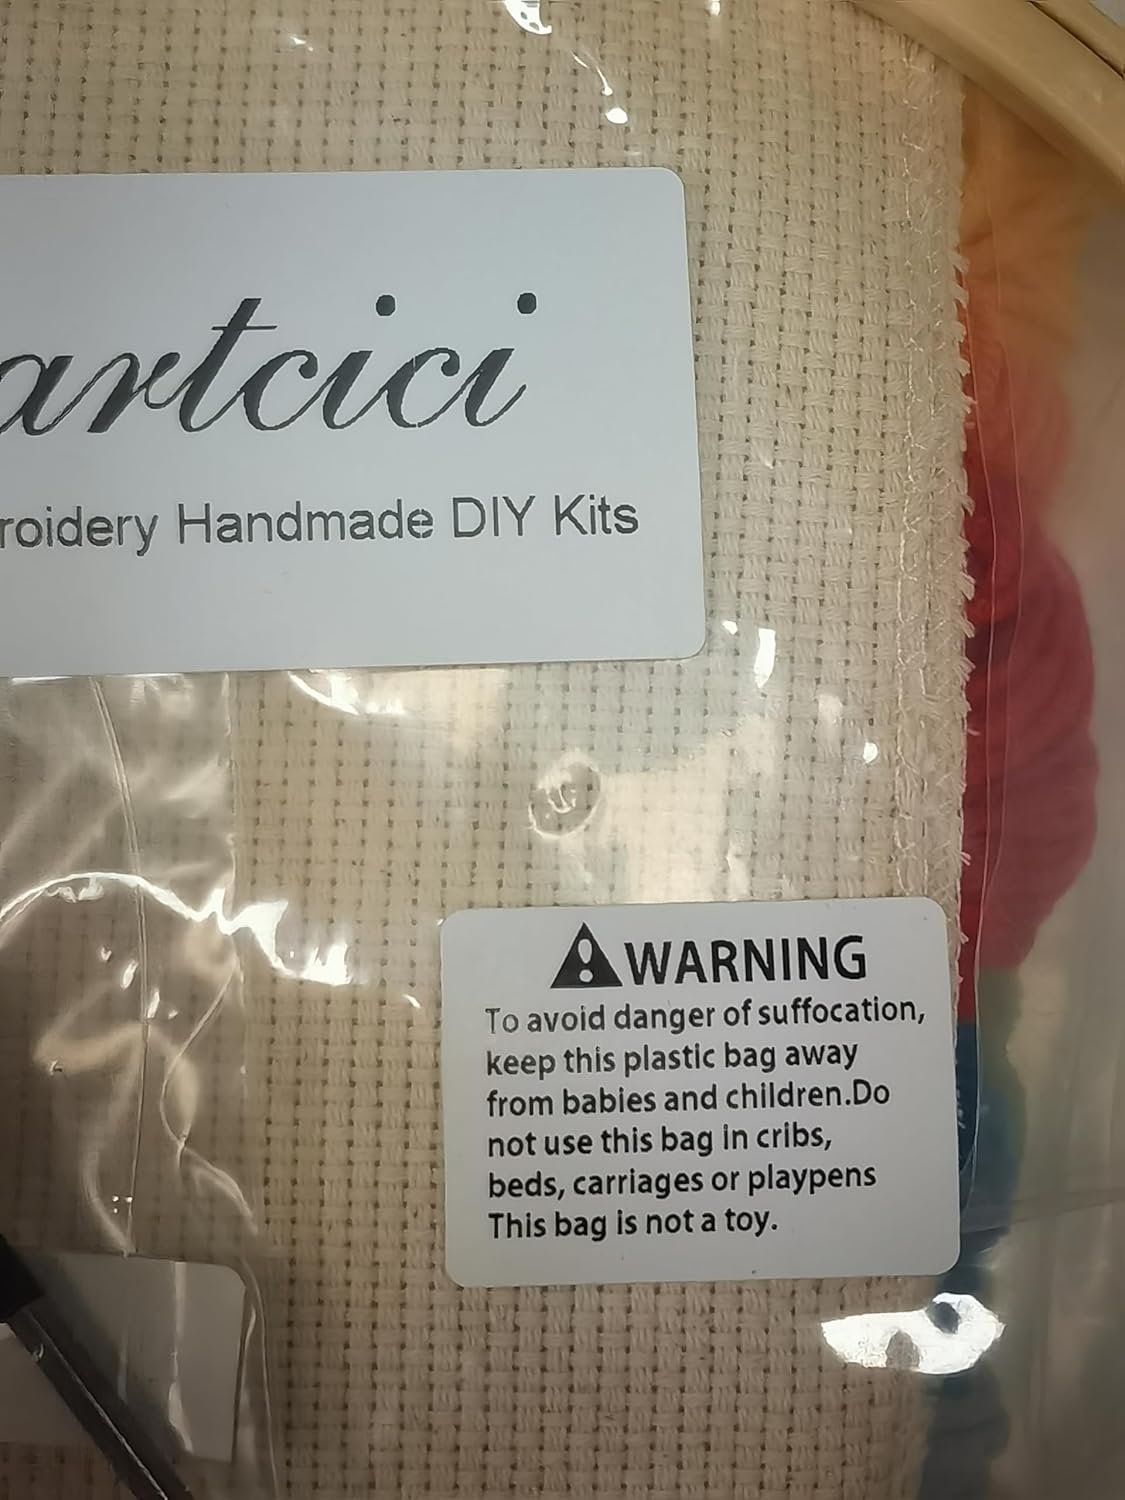 artcici
roidery Handmade DIY Kits
WARNING
To avoid danger of suffocation,
keep this plastic bag away
from babies and children.Do
not use this bag in cribs,
beds, carriages or playpens
This bag is not a toy.